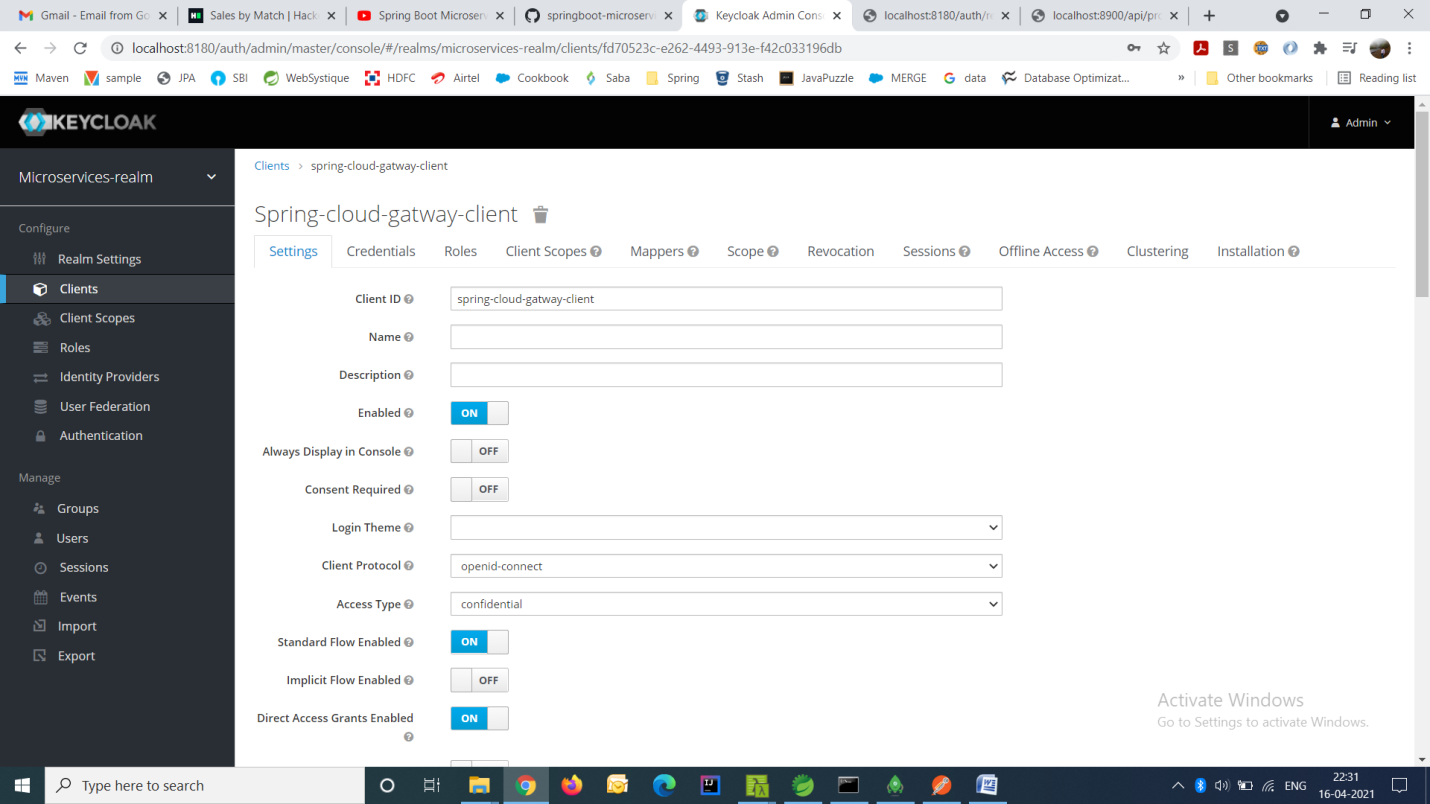 Gmail - Email from Go
Sales by Match | Hack
Spring Boot Microserv
springboot-microservi
Keycloak Admin Cons
localhost:8180/auth/r
localhost:8900/api/pro
localhost:8180/auth/admin/master/console/#/realms/microservices-realm/clients/fd70523c-e262-4493-913e-f42c033196db
Maven sample JPA SBI WebSystique HDFC Airtel Cookbook Saba Spring Stash JavaPuzzle MERGE data Database Optimizat... » Other bookmarks Reading list
KEYCLOAK
Admin
Microservices-realm
Configure
Realm Settings
Clients
Client Scopes
Roles
Identity Providers
User Federation
Authentication
Manage
Groups
Users
Sessions
Events
Import
Export
Clients > spring-cloud-gatway-client
Spring-cloud-gatway-client
Settings Credentials Roles Client Scopes Mappers Scope Revocation Sessions Offline Access Clustering Installation
Client ID spring-cloud-gatway-client
Name
Description
Enabled ON
Always Display in Console OFF
Consent Required OFF
Login Theme
Client Protocol openid-connect
Access Type confidential
Standard Flow Enabled ON
Implicit Flow Enabled OFF
Direct Access Grants Enabled ON
Activate Windows
Go to Settings to activate Windows.
Type here to search
ENG
22:31
16-04-2021